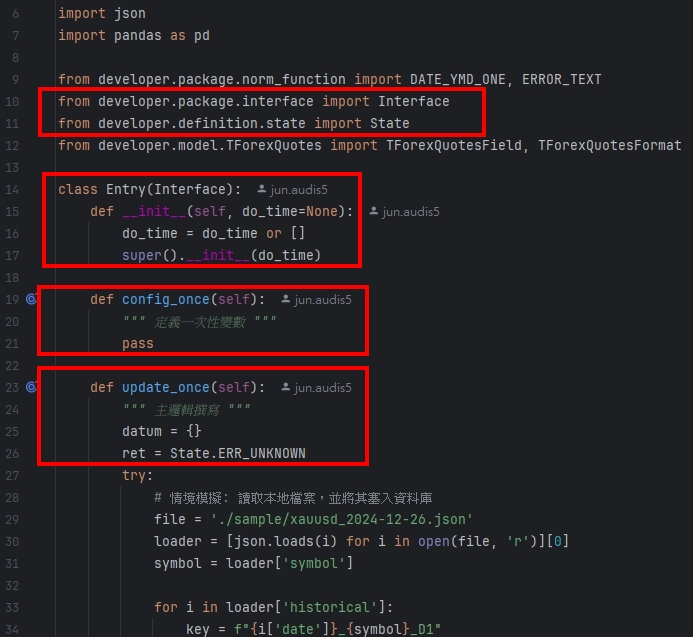 6 import json
7 import pandas as pd
8
9 from developer.package.norm_function import DATE_YMD_ONE, ERROR_TEXT
10 from developer.package.interface import Interface
11 from developer.definition.state import State
12 from developer.model.TForexQuotes import TForexQuotesField, TForexQuotesFormat
13
14 class Entry(Interface): jun.audis5
15 def __init__(self, do_time=None): jun.audis5
16 do_time = do_time or []
17 super().__init__(do_time)
18
19 def config_once(self): jun.audis5
20 """ 定義一次性變數 """
21 pass
22
23 def update_once(self): jun.audis5
24 """ 主邏輯撰寫 """
25 datum = {}
26 ret = State.ERR_UNKNOWN
27 try:
28 # 情境模擬: 讀取本地檔案，並將其塞入資料庫
29 file = './sample/xauusd_2024-12-26.json'
30 loader = [json.loads(i) for i in open(file, 'r')][0]
31 symbol = loader['symbol']
32
33 for i in loader['historical']:
34 key = f"{i['date']}_{symbol}_D1"